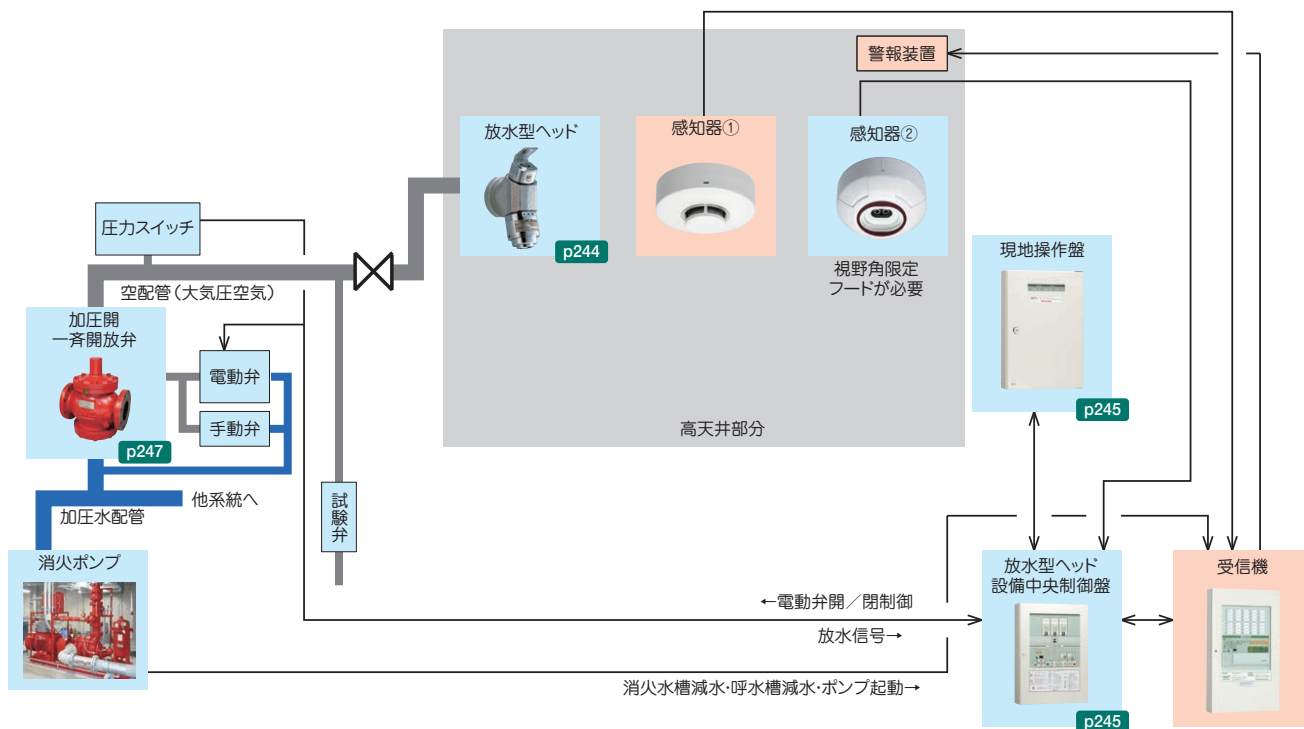 警報装置
放水型ヘッド
p244
感知器①
感知器②
視野角限定
フードが必要
高天井部分
圧力スイッチ
空配管（大気圧空気）
加圧開
一斉開放弁
p247
電動弁
手動弁
他系統へ
加圧水配管
試験弁
消火ポンプ
現地操作盤
p245
放水型ヘッド
設備中央制御盤
p245
受信機
←電動弁開／閉制御
放水信号→
消火水槽減水・呼水槽減水・ポンプ起動→